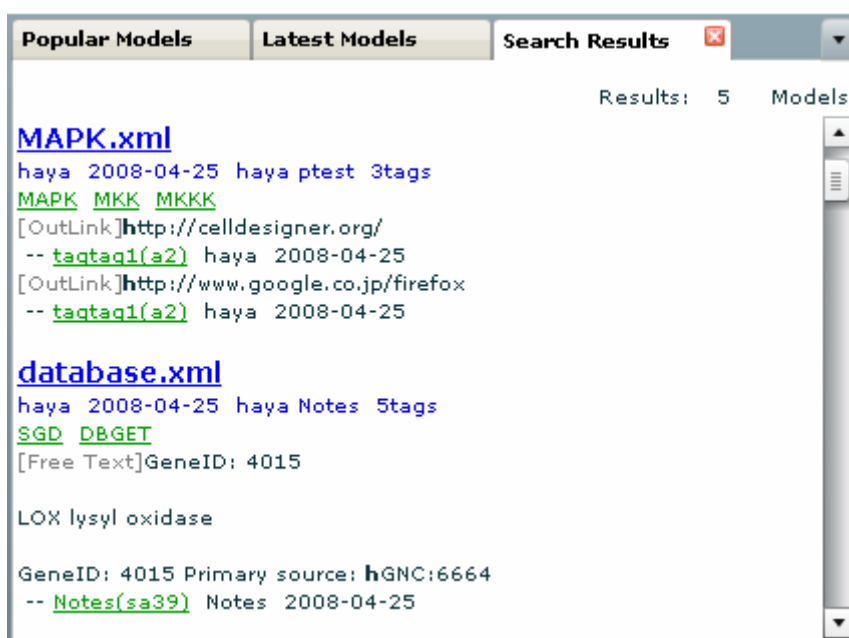 Popular Models Latest Models Search Results
Results: 5 Models
MAPK.xml
haya 2008-04-25 haya ptest 3tags
MAPK MKK MKKK
[OutLink]http://celldesigner.org/
-- tagtag1(a2) haya 2008-04-25
[OutLink]http://www.google.co.jp/firefox
-- tagtag1(a2) haya 2008-04-25
database.xml
haya 2008-04-25 haya Notes 5tags
SGD DBGET
[Free Text]GeneID: 4015
LOX lysyl oxidase
GeneID: 4015 Primary source: hGNC:6664
-- Notes(sa39) Notes 2008-04-25